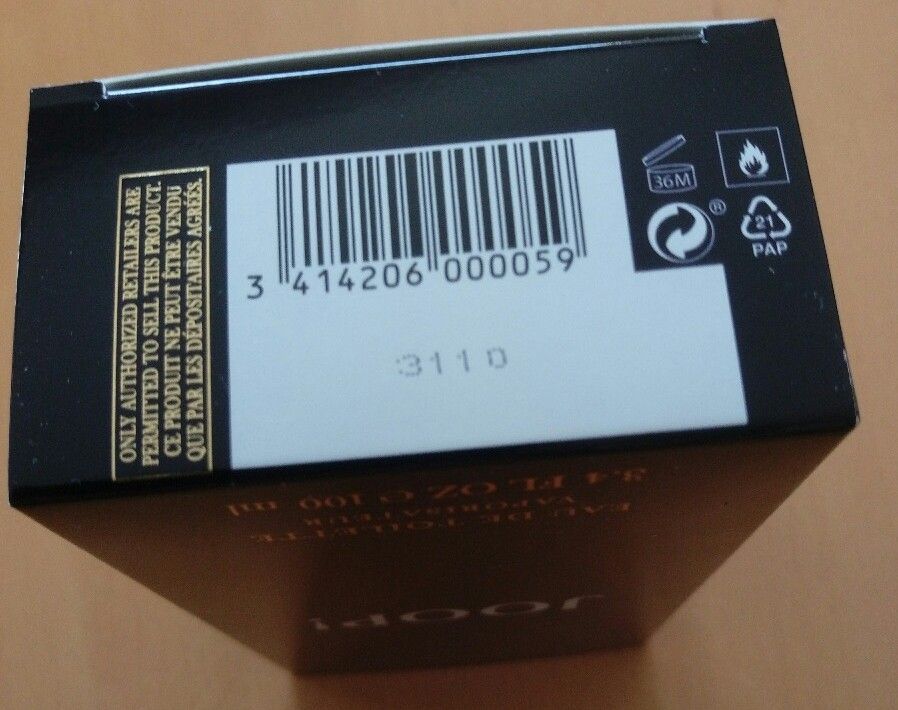 ONLY AUTHORIZED RETAILERS ARE
PERMITTED TO SELL THIS PRODUCT.
CE PRODUIT NE PEUT ÊTRE VENDU
QUE PAR LES DÉPOSITAIRES AGRÉÉS.
3 414206 000059
3110
36M
®
21
PAP
3.4 FL OZ ℮ 100 ml
VAPORISATEUR
EAU DE TOILETTE
JOOP!